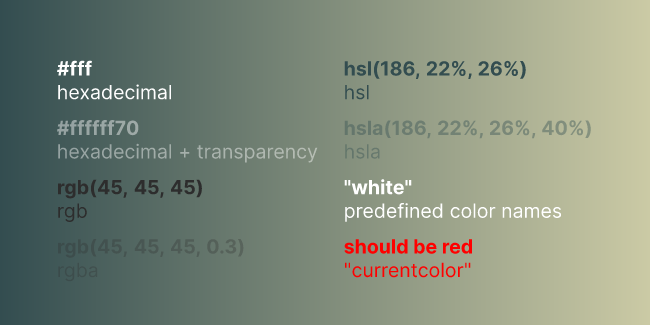 #fff
hexadecimal
#ffffff70
hexadecimal + transparency
rgb(45, 45, 45)
rgb
rgb(45, 45, 45, 0.3)
rgba
hsl(186, 22%, 26%)
hsl
hsla(186, 22%, 26%, 40%)
hsla
"white"
predefined color names
should be red
"currentcolor"